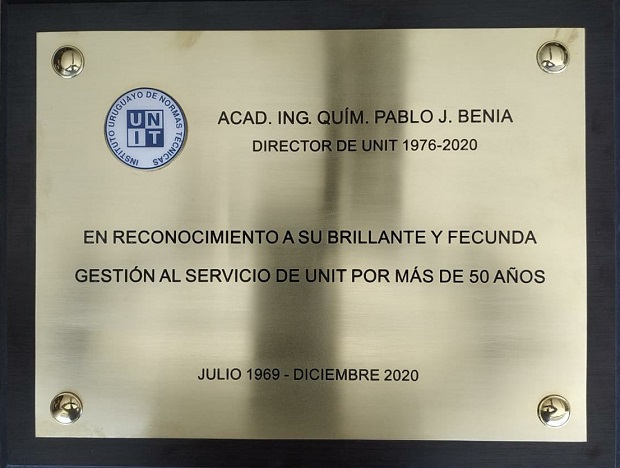 INSTITUTO URUGUAYO DE NORMAS TECNICAS
UNIT
ACAD. ING. QUÍM. PABLO J. BENIA
DIRECTOR DE UNIT 1976-2020
EN RECONOCIMIENTO A SU BRILLANTE Y FECUNDA
GESTIÓN AL SERVICIO DE UNIT POR MÁS DE 50 AÑOS
JULIO 1969 - DICIEMBRE 2020